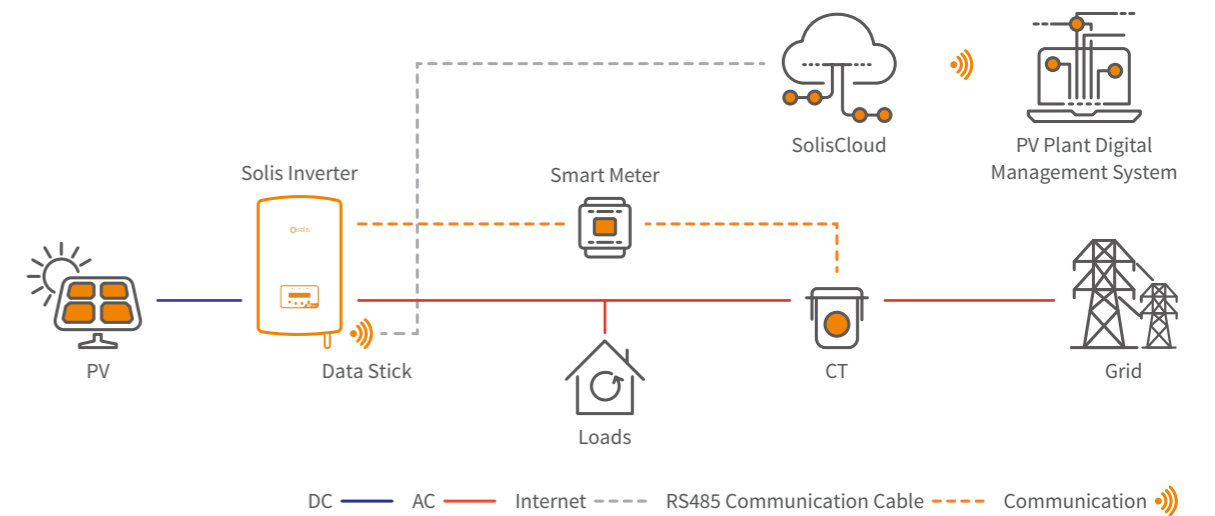 SolisCloud
PV Plant Digital
Management System
Solis Inverter
Smart Meter
solis
PV
Data Stick
CT
Grid
Loads
DC
AC
Internet
RS485 Communication Cable
Communication